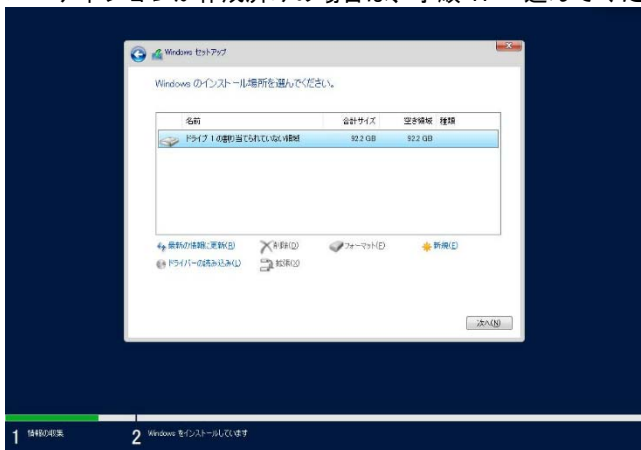 Windows セットアップ
Windows のインストール場所を選んでください。
名前 合計サイズ 空き領域 種類
ドライブ 1 の割り当てられていない領域 92.2 GB 92.2 GB
最新の情報に更新(R) 削除(D) フォーマット(F) 新規(E)
ドライバーの読み込み(L) 拡張(X)
次へ(N)
1 情報の収集 2 Windows をインストールしています